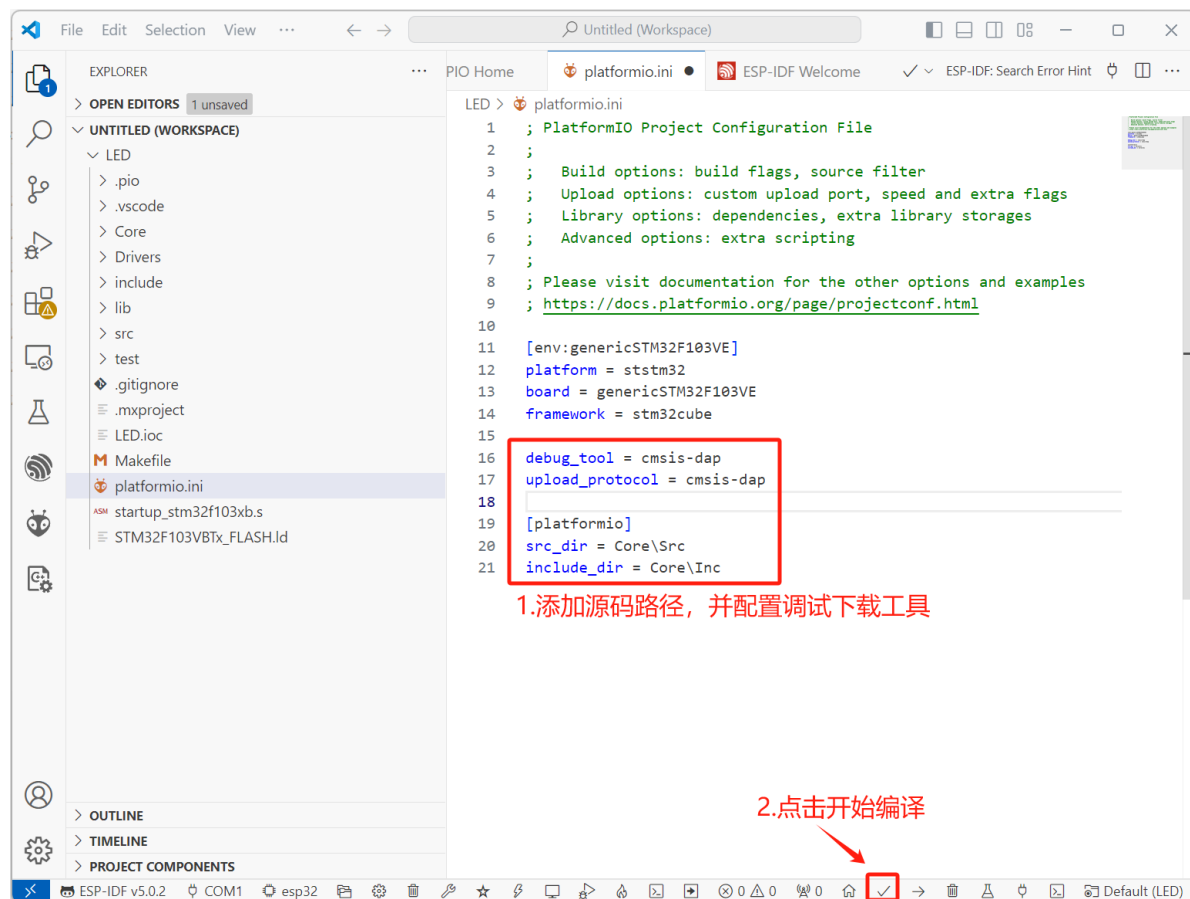 File Edit Selection View ··· Untitled (Workspace)
EXPLORER ···
OPEN EDITORS 1 unsaved
UNTITLED (WORKSPACE)
LED
.pio
.vscode
Core
Drivers
include
lib
src
test
.gitignore
.mxproject
LED.ioc
M Makefile
platformio.ini
ASM startup_stm32f103xb.s
STM32F103VBTx_FLASH.ld
OUTLINE
TIMELINE
PROJECT COMPONENTS
1
PIO Home platformio.ini ● ESP-IDF Welcome ESP-IDF: Search Error Hint ···
LED > platformio.ini
1 ; PlatformIO Project Configuration File
2 ;
3 ;   Build options: build flags, source filter
4 ;   Upload options: custom upload port, speed and extra flags
5 ;   Library options: dependencies, extra library storages
6 ;   Advanced options: extra scripting
7 ;
8 ; Please visit documentation for the other options and examples
9 ; https://docs.platformio.org/page/projectconf.html
10
11 [env:genericSTM32F103VE]
12 platform = ststm32
13 board = genericSTM32F103VE
14 framework = stm32cube
15
16 debug_tool = cmsis-dap
17 upload_protocol = cmsis-dap
18
19 [platformio]
20 src_dir = Core\Src
21 include_dir = Core\Inc
1.添加源码路径，并配置调试下载工具
2.点击开始编译
ESP-IDF v5.0.2 COM1 esp32 0 0 0 Default (LED)